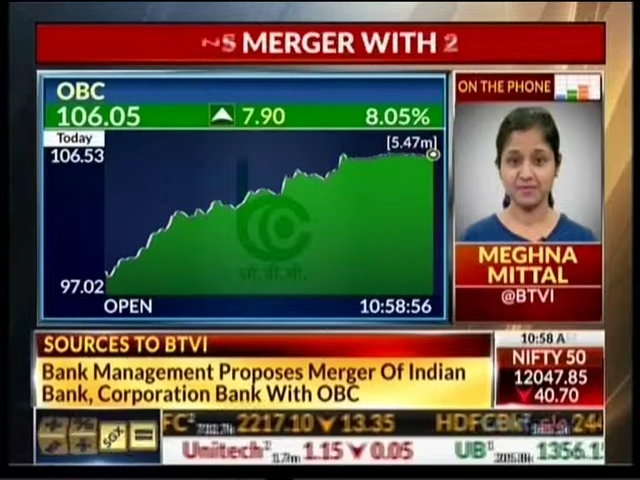 MERGER WITH 2
OBC
106.05 7.90 8.05%
Today
106.53
[5.47m]
97.02
OPEN 10:58:56
ON THE PHONE
MEGHNA
MITTAL
@BTVI
SOURCES TO BTVI
Bank Management Proposes Merger Of Indian
Bank, Corporation Bank With OBC
10:58 A
NIFTY 50
12047.85
40.70
SGX
2217.10 13.35 HDFCBk
Unitech 1.15 0.05 UB
ओ.बी.सी.